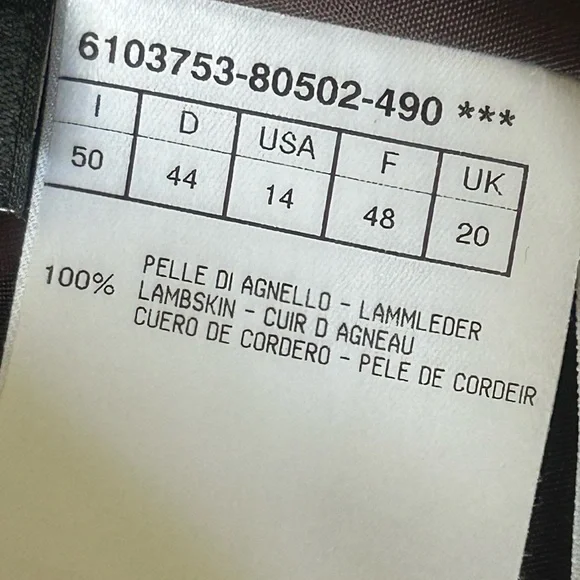 6103753-80502-490 ***
I D USA F UK
50 44 14 48 20
100% PELLE DI AGNELLO - LAMMLEDER
LAMBSKIN - CUIR D AGNEAU
CUERO DE CORDERO - PELE DE CORDEIR